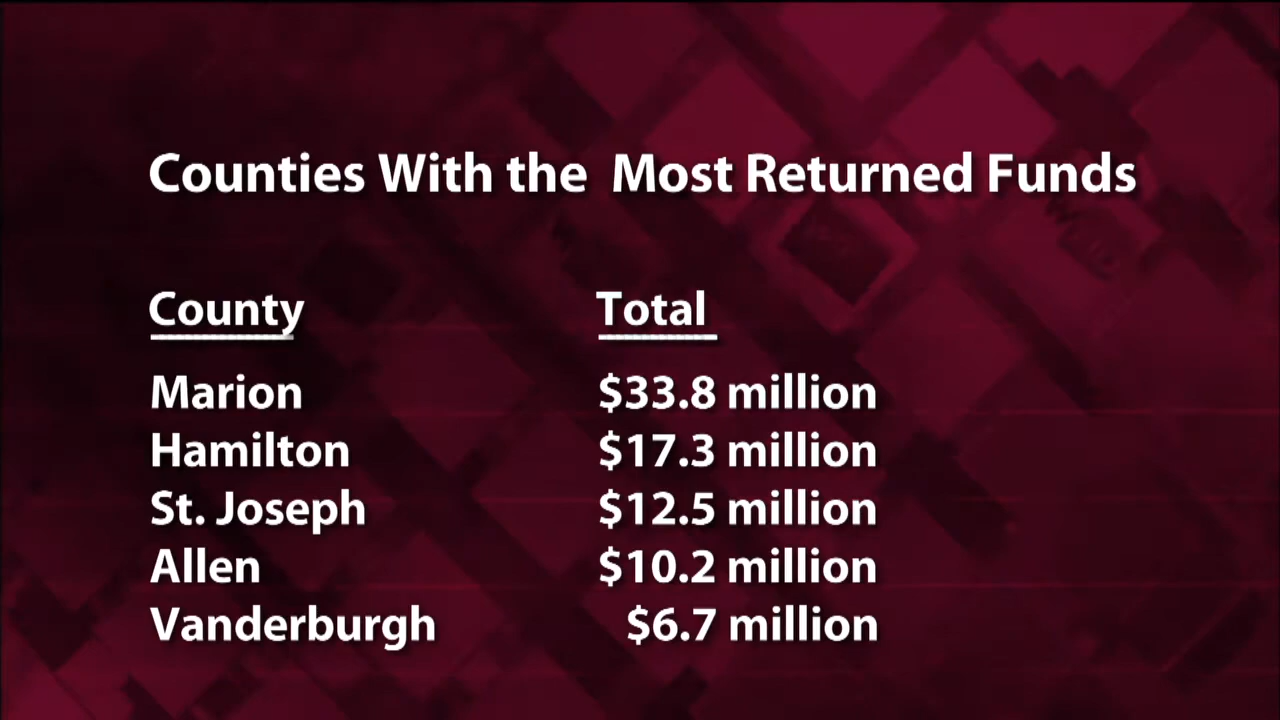 Counties With the Most Returned Funds
County Total
Marion $33.8 million
Hamilton $17.3 million
St. Joseph $12.5 million
Allen $10.2 million
Vanderburgh $6.7 million